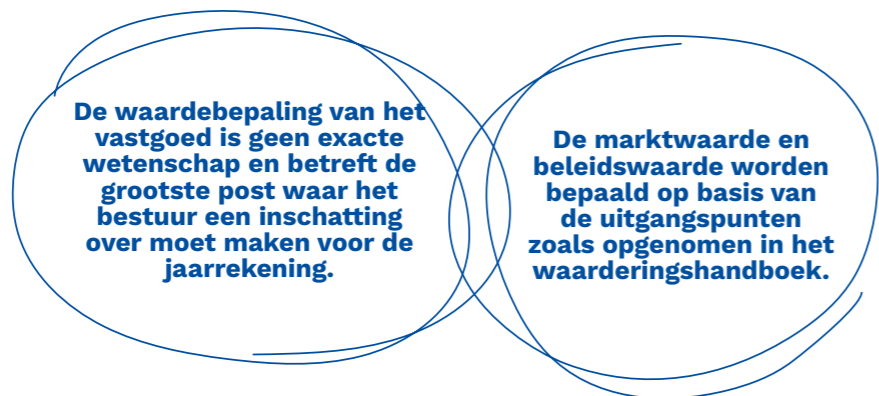 De waardebepaling van het
vastgoed is geen exacte
wetenschap en betreft de
grootste post waar het
bestuur een inschatting
over moet maken voor de
jaarrekening.
De marktwaarde en
beleidswaarde worden
bepaald op basis van
de uitgangspunten
zoals opgenomen in het
waarderingshandboek.